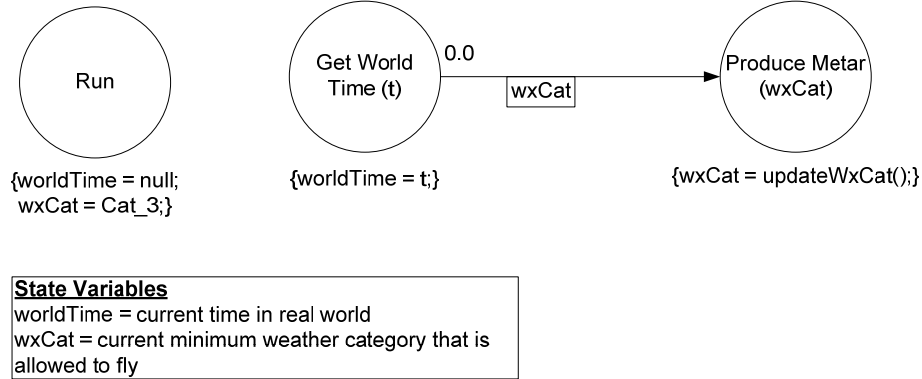 Run
{worldTime = null;
wxCat = Cat_3;}
Get World
Time (t)
{worldTime = t;}
0.0
wxCat
Produce Metar
(wxCat)
{wxCat = updateWxCat();}
State Variables
worldTime = current time in real world
wxCat = current minimum weather category that is
allowed to fly